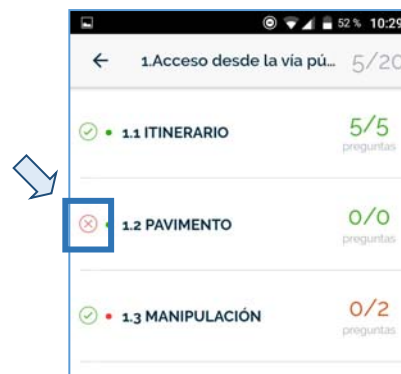 52 % 10:29
1.Acceso desde la vía pú... 5/20
1.1 ITINERARIO 5/5
preguntas
1.2 PAVIMENTO 0/0
preguntas
1.3 MANIPULACIÓN 0/2
preguntas